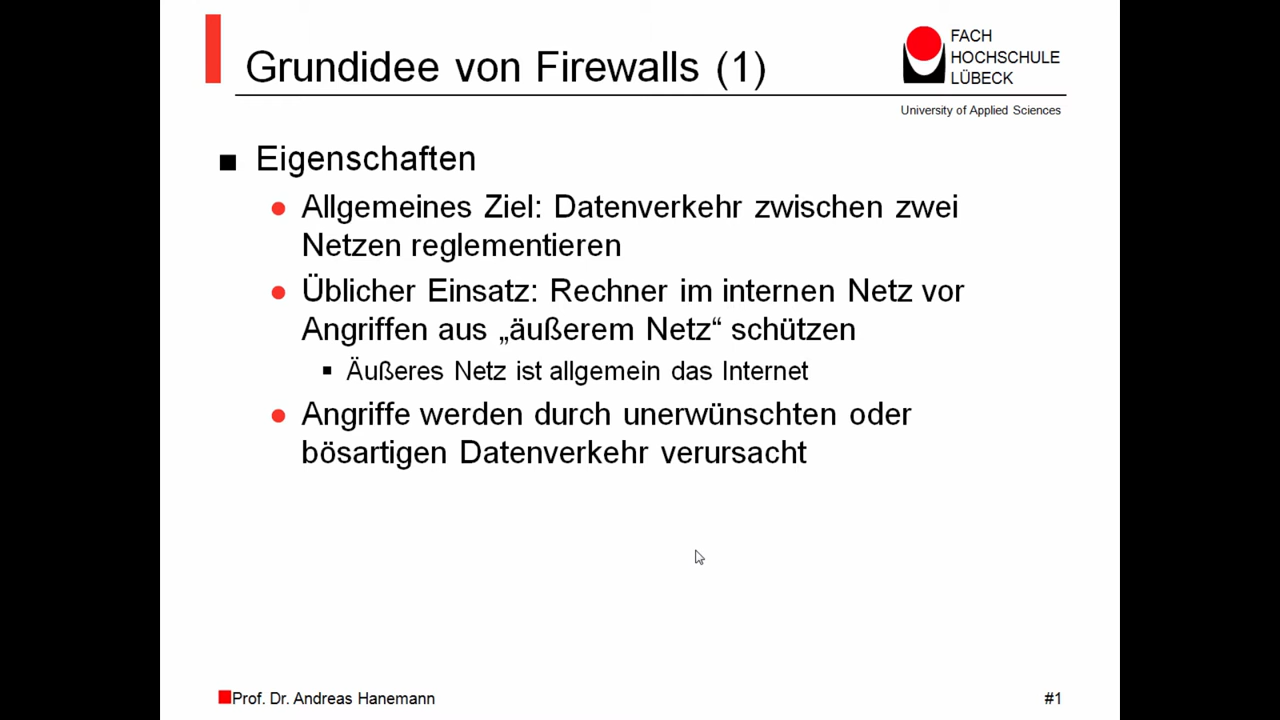 Grundidee von Firewalls (1)
FACH
HOCHSCHULE
LÜBECK
University of Applied Sciences
Eigenschaften
Allgemeines Ziel: Datenverkehr zwischen zwei
Netzen reglementieren
Üblicher Einsatz: Rechner im internen Netz vor
Angriffen aus „äußerem Netz“ schützen
Äußeres Netz ist allgemein das Internet
Angriffe werden durch unerwünschten oder
bösartigen Datenverkehr verursacht
Prof. Dr. Andreas Hanemann
#1